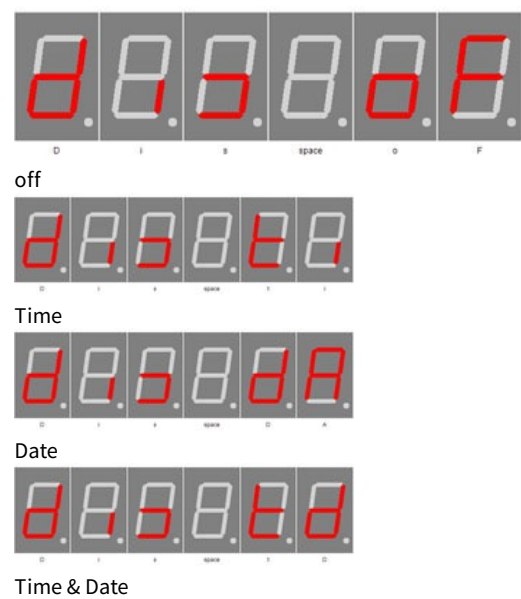 d i s o F
D i s space o F
off
d i s t i
D i s space t i
Time
d i s d A
D i s space D A
Date
d i s t d
D i s space t D
Time & Date